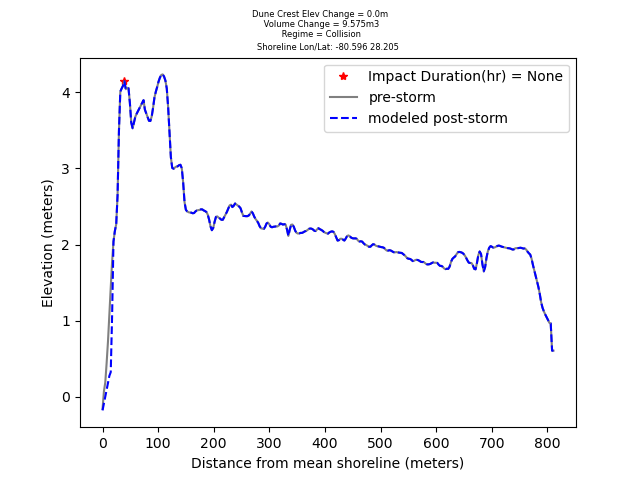 Dune Crest Elev Change = 0.0m
Volume Change = 9.575m3
Regime = Collision
Shoreline Lon/Lat: -80.596 28.205
Impact Duration(hr) = None
pre-storm
modeled post-storm
Elevation (meters)
4
3
2
1
0
0 100 200 300 400 500 600 700 800
Distance from mean shoreline (meters)